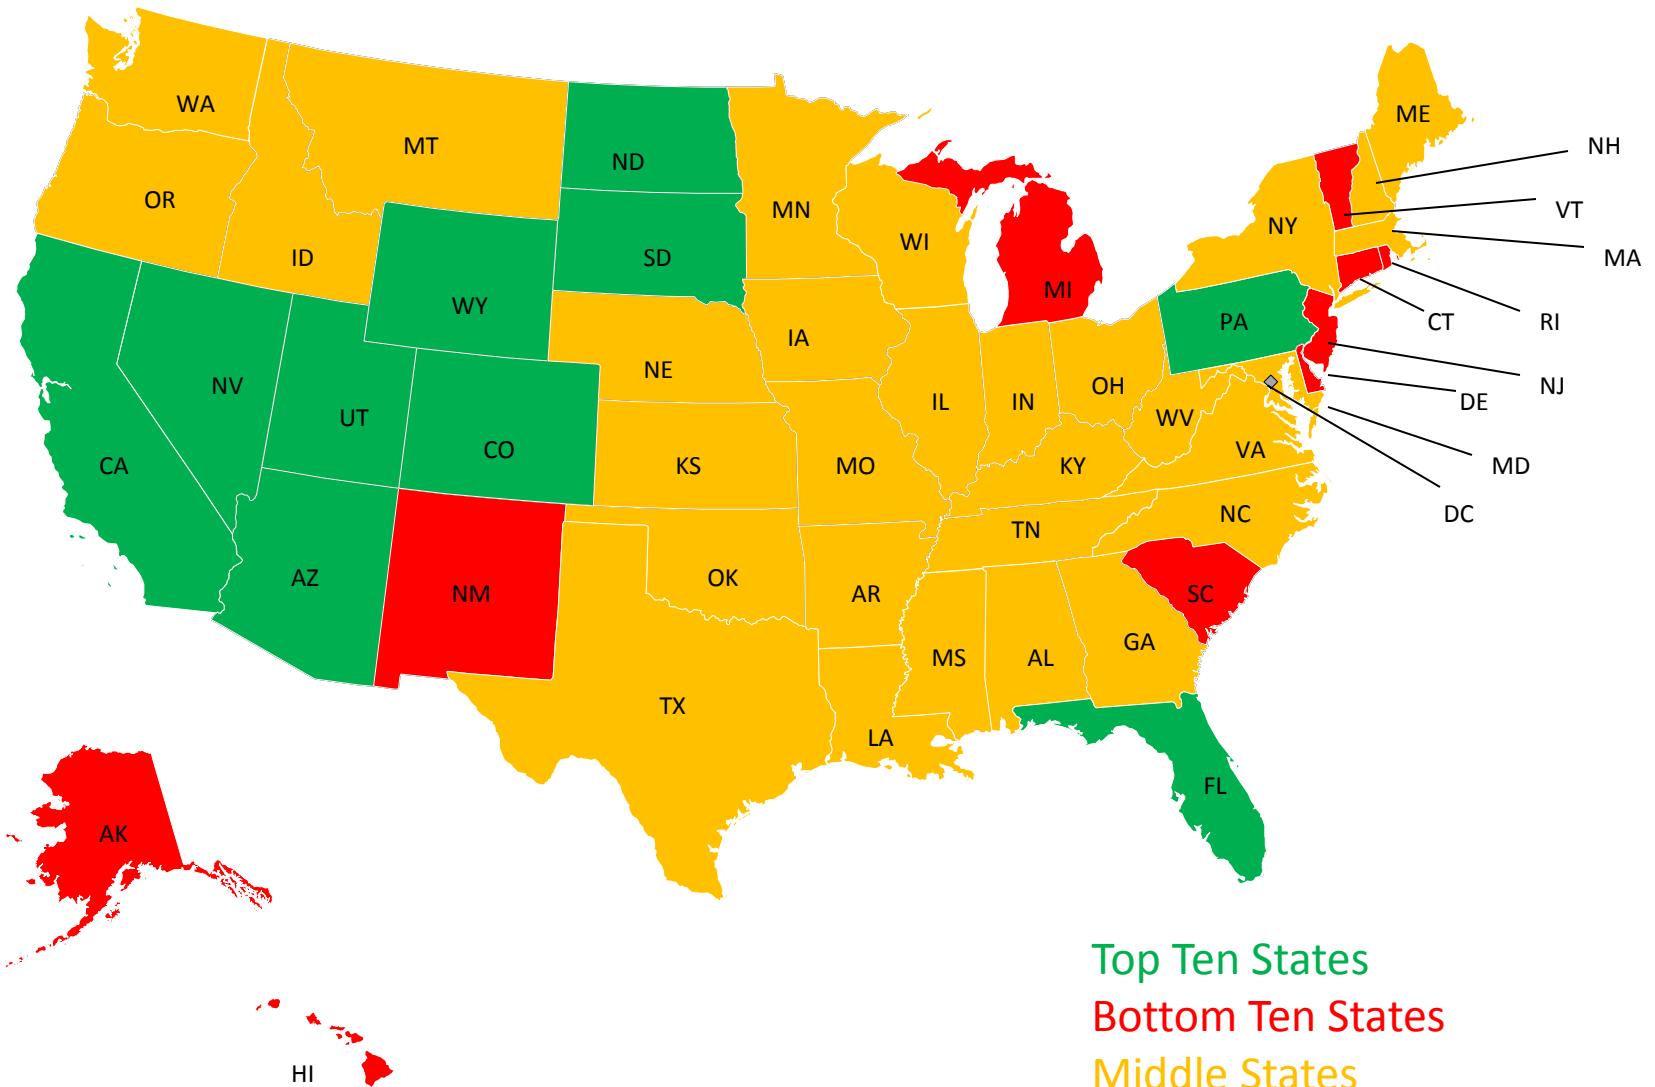 WA
MT
ND
ME
NH
OR
MN
VT
ID
SD
WI
NY
MA
WY
MI
PA
CT
RI
NV
IA
NE
UT
CO
IL
IN
OH
WV
DE
NJ
CA
KS
MO
KY
VA
MD
DC
AZ
NM
OK
AR
TN
NC
SC
TX
MS
AL
GA
LA
FL
AK
HI
Top Ten States
Bottom Ten States
Middle States